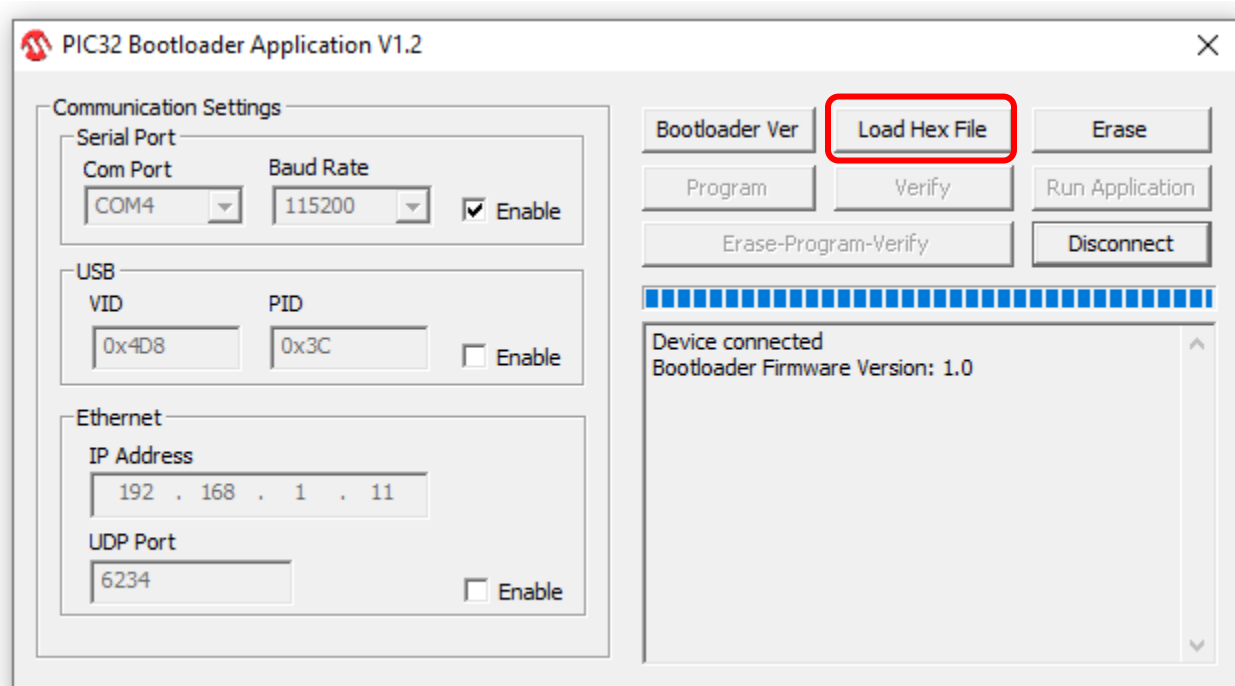 PIC32 Bootloader Application V1.2
Communication Settings
Serial Port
Com Port Baud Rate
COM4 115200 Enable
USB
VID PID
0x4D8 0x3C Enable
Ethernet
IP Address
192 . 168 . 1 . 11
UDP Port
6234 Enable
Bootloader Ver Load Hex File Erase
Program Verify Run Application
Erase-Program-Verify Disconnect
Device connected
Bootloader Firmware Version: 1.0